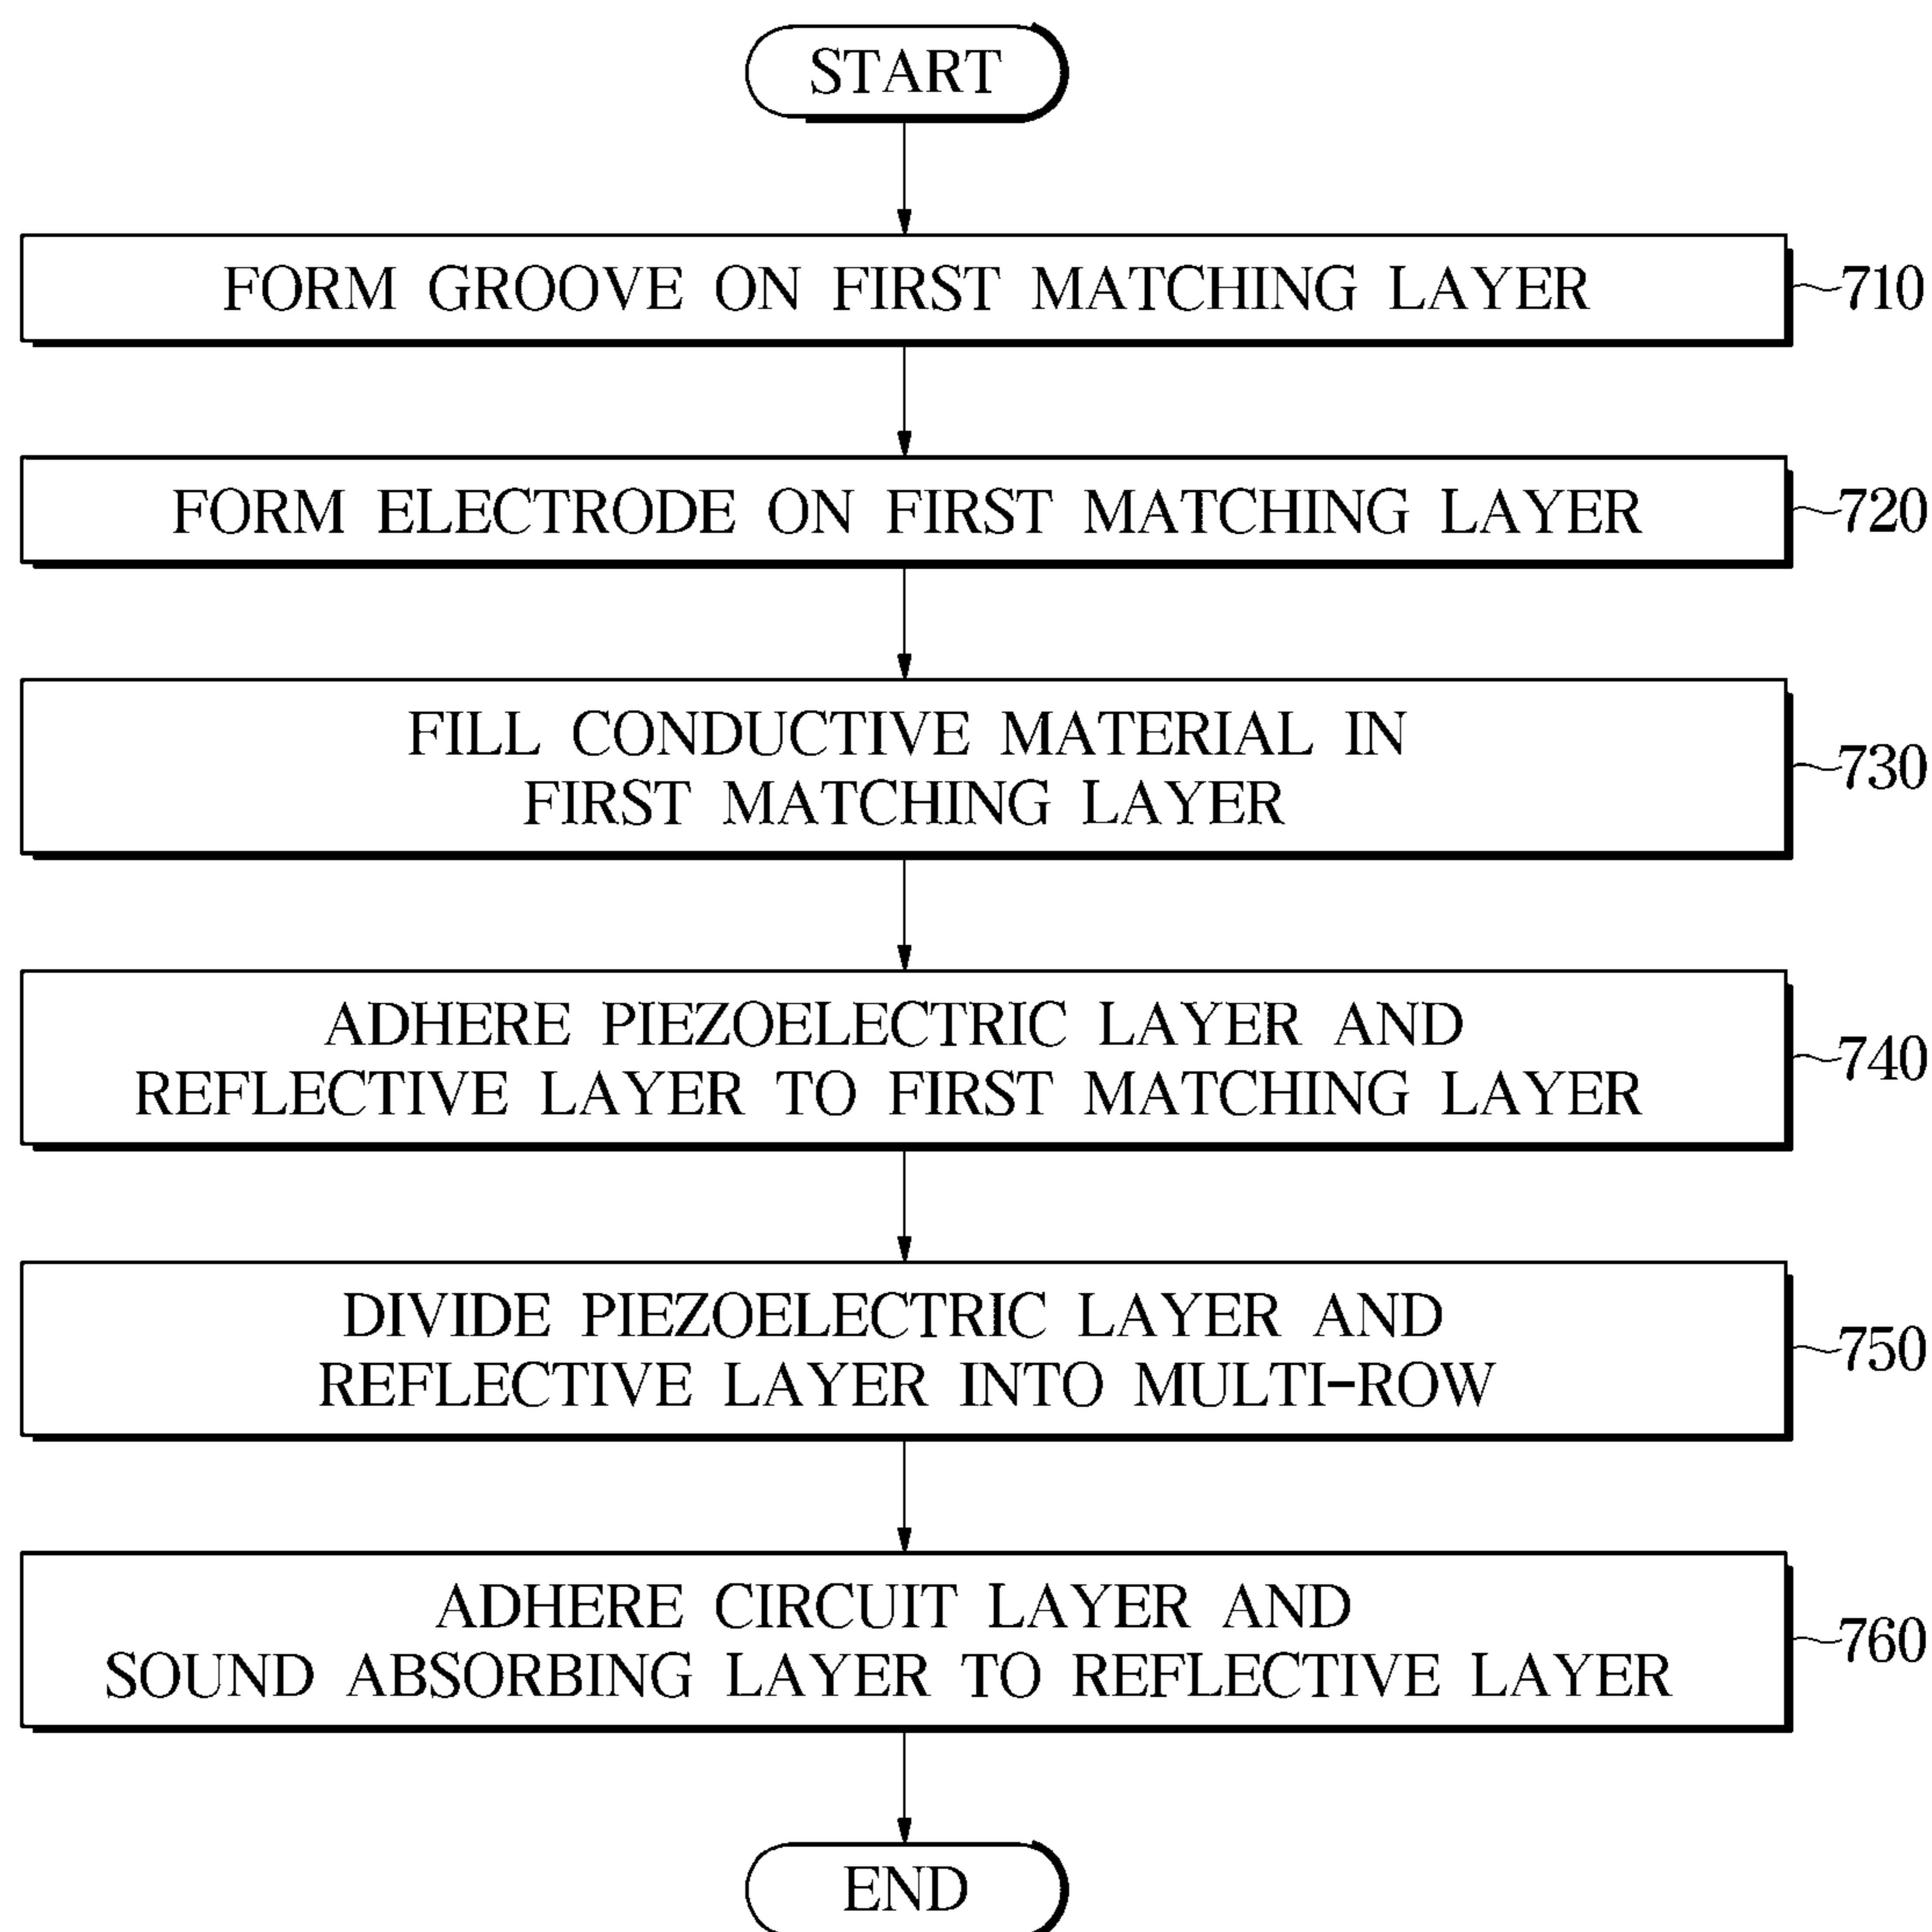 START
FORM GROOVE ON FIRST MATCHING LAYER
710
FORM ELECTRODE ON FIRST MATCHING LAYER
720
FILL CONDUCTIVE MATERIAL IN
FIRST MATCHING LAYER
730
ADHERE PIEZOELECTRIC LAYER AND
REFLECTIVE LAYER TO FIRST MATCHING LAYER
740
DIVIDE PIEZOELECTRIC LAYER AND
REFLECTIVE LAYER INTO MULTI-ROW
750
ADHERE CIRCUIT LAYER AND
SOUND ABSORBING LAYER TO REFLECTIVE LAYER
760
END